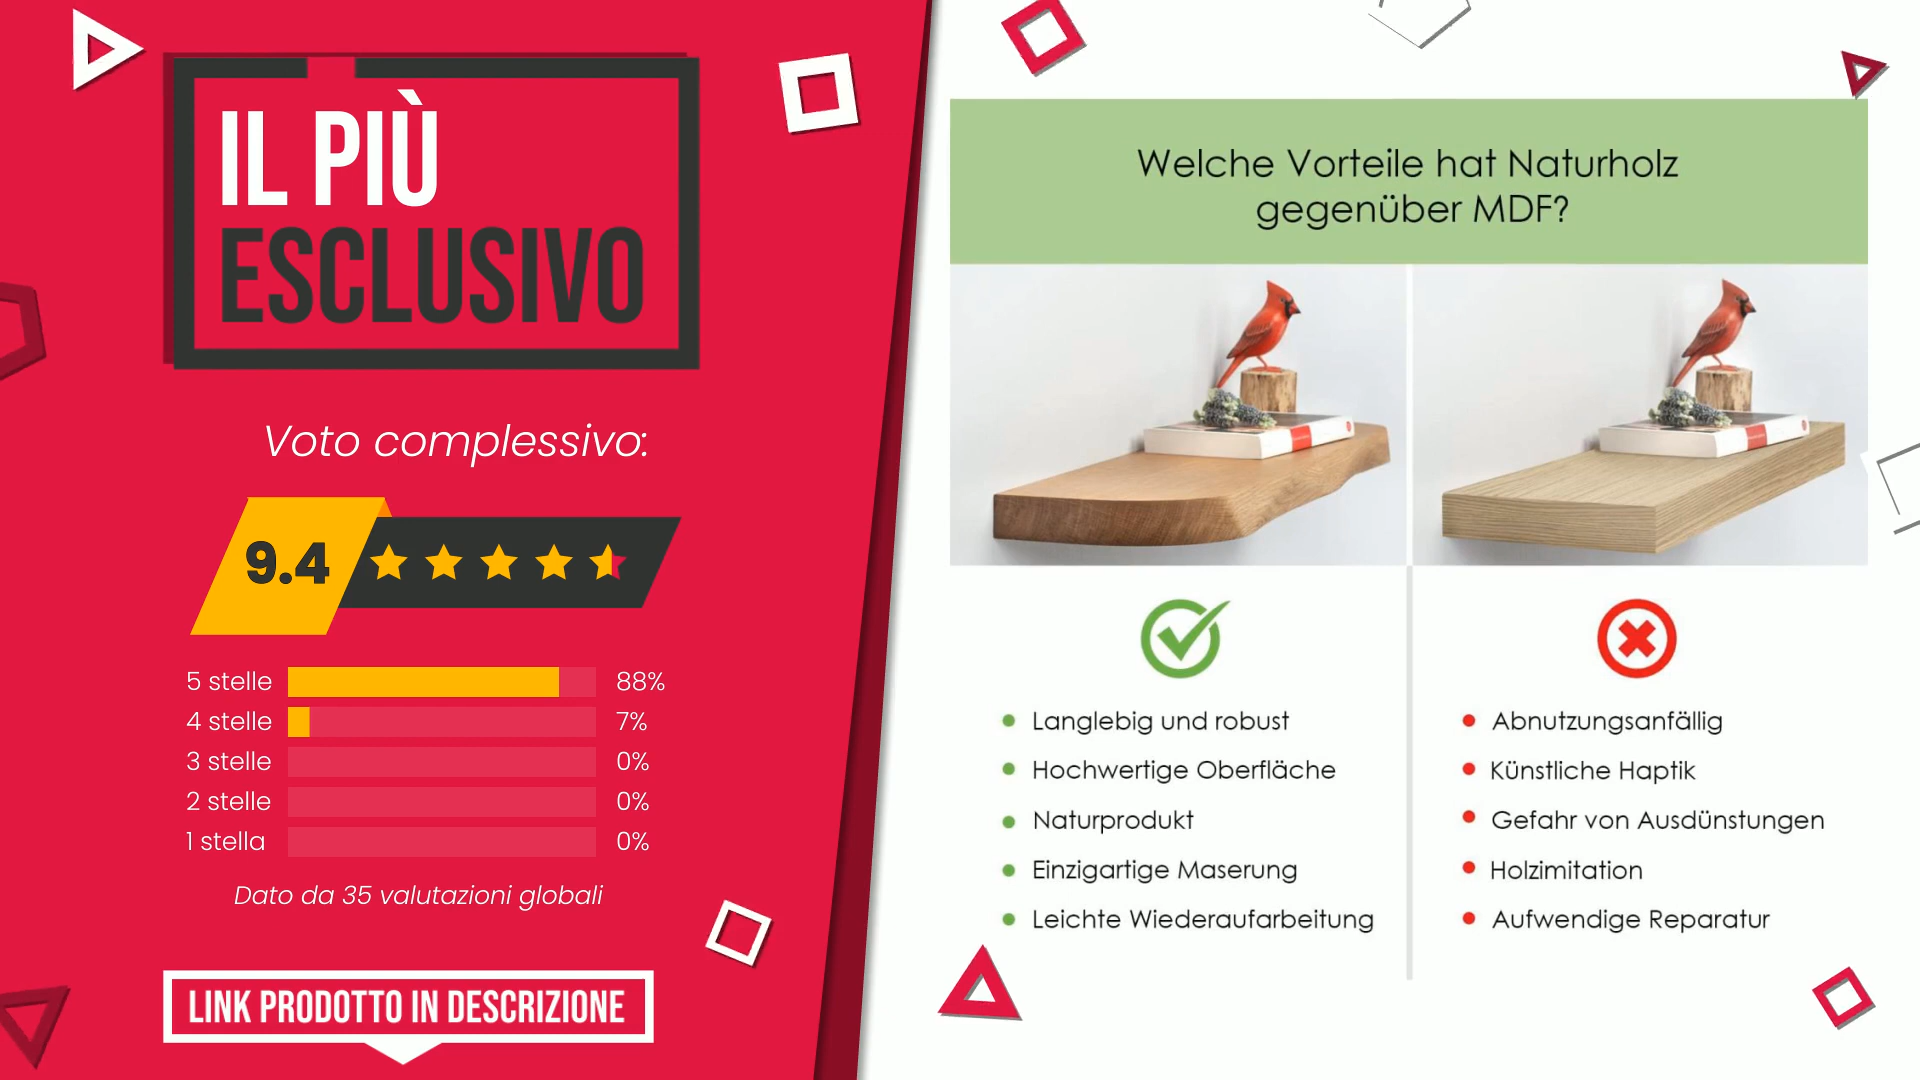 IL PIÙ
ESCLUSIVO
Voto complessivo:
9.4
5 stelle 88%
4 stelle 7%
3 stelle 0%
2 stelle 0%
1 stella 0%
Dato da 35 valutazioni globali
LINK PRODOTTO IN DESCRIZIONE
Welche Vorteile hat Naturholz
gegenüber MDF?
Langlebig und robust
Hochwertige Oberfläche
Naturprodukt
Einzigartige Maserung
Leichte Wiederaufarbeitung
Abnutzungsanfällig
Künstliche Haptik
Gefahr von Ausdünstungen
Holzimitation
Aufwendige Reparatur